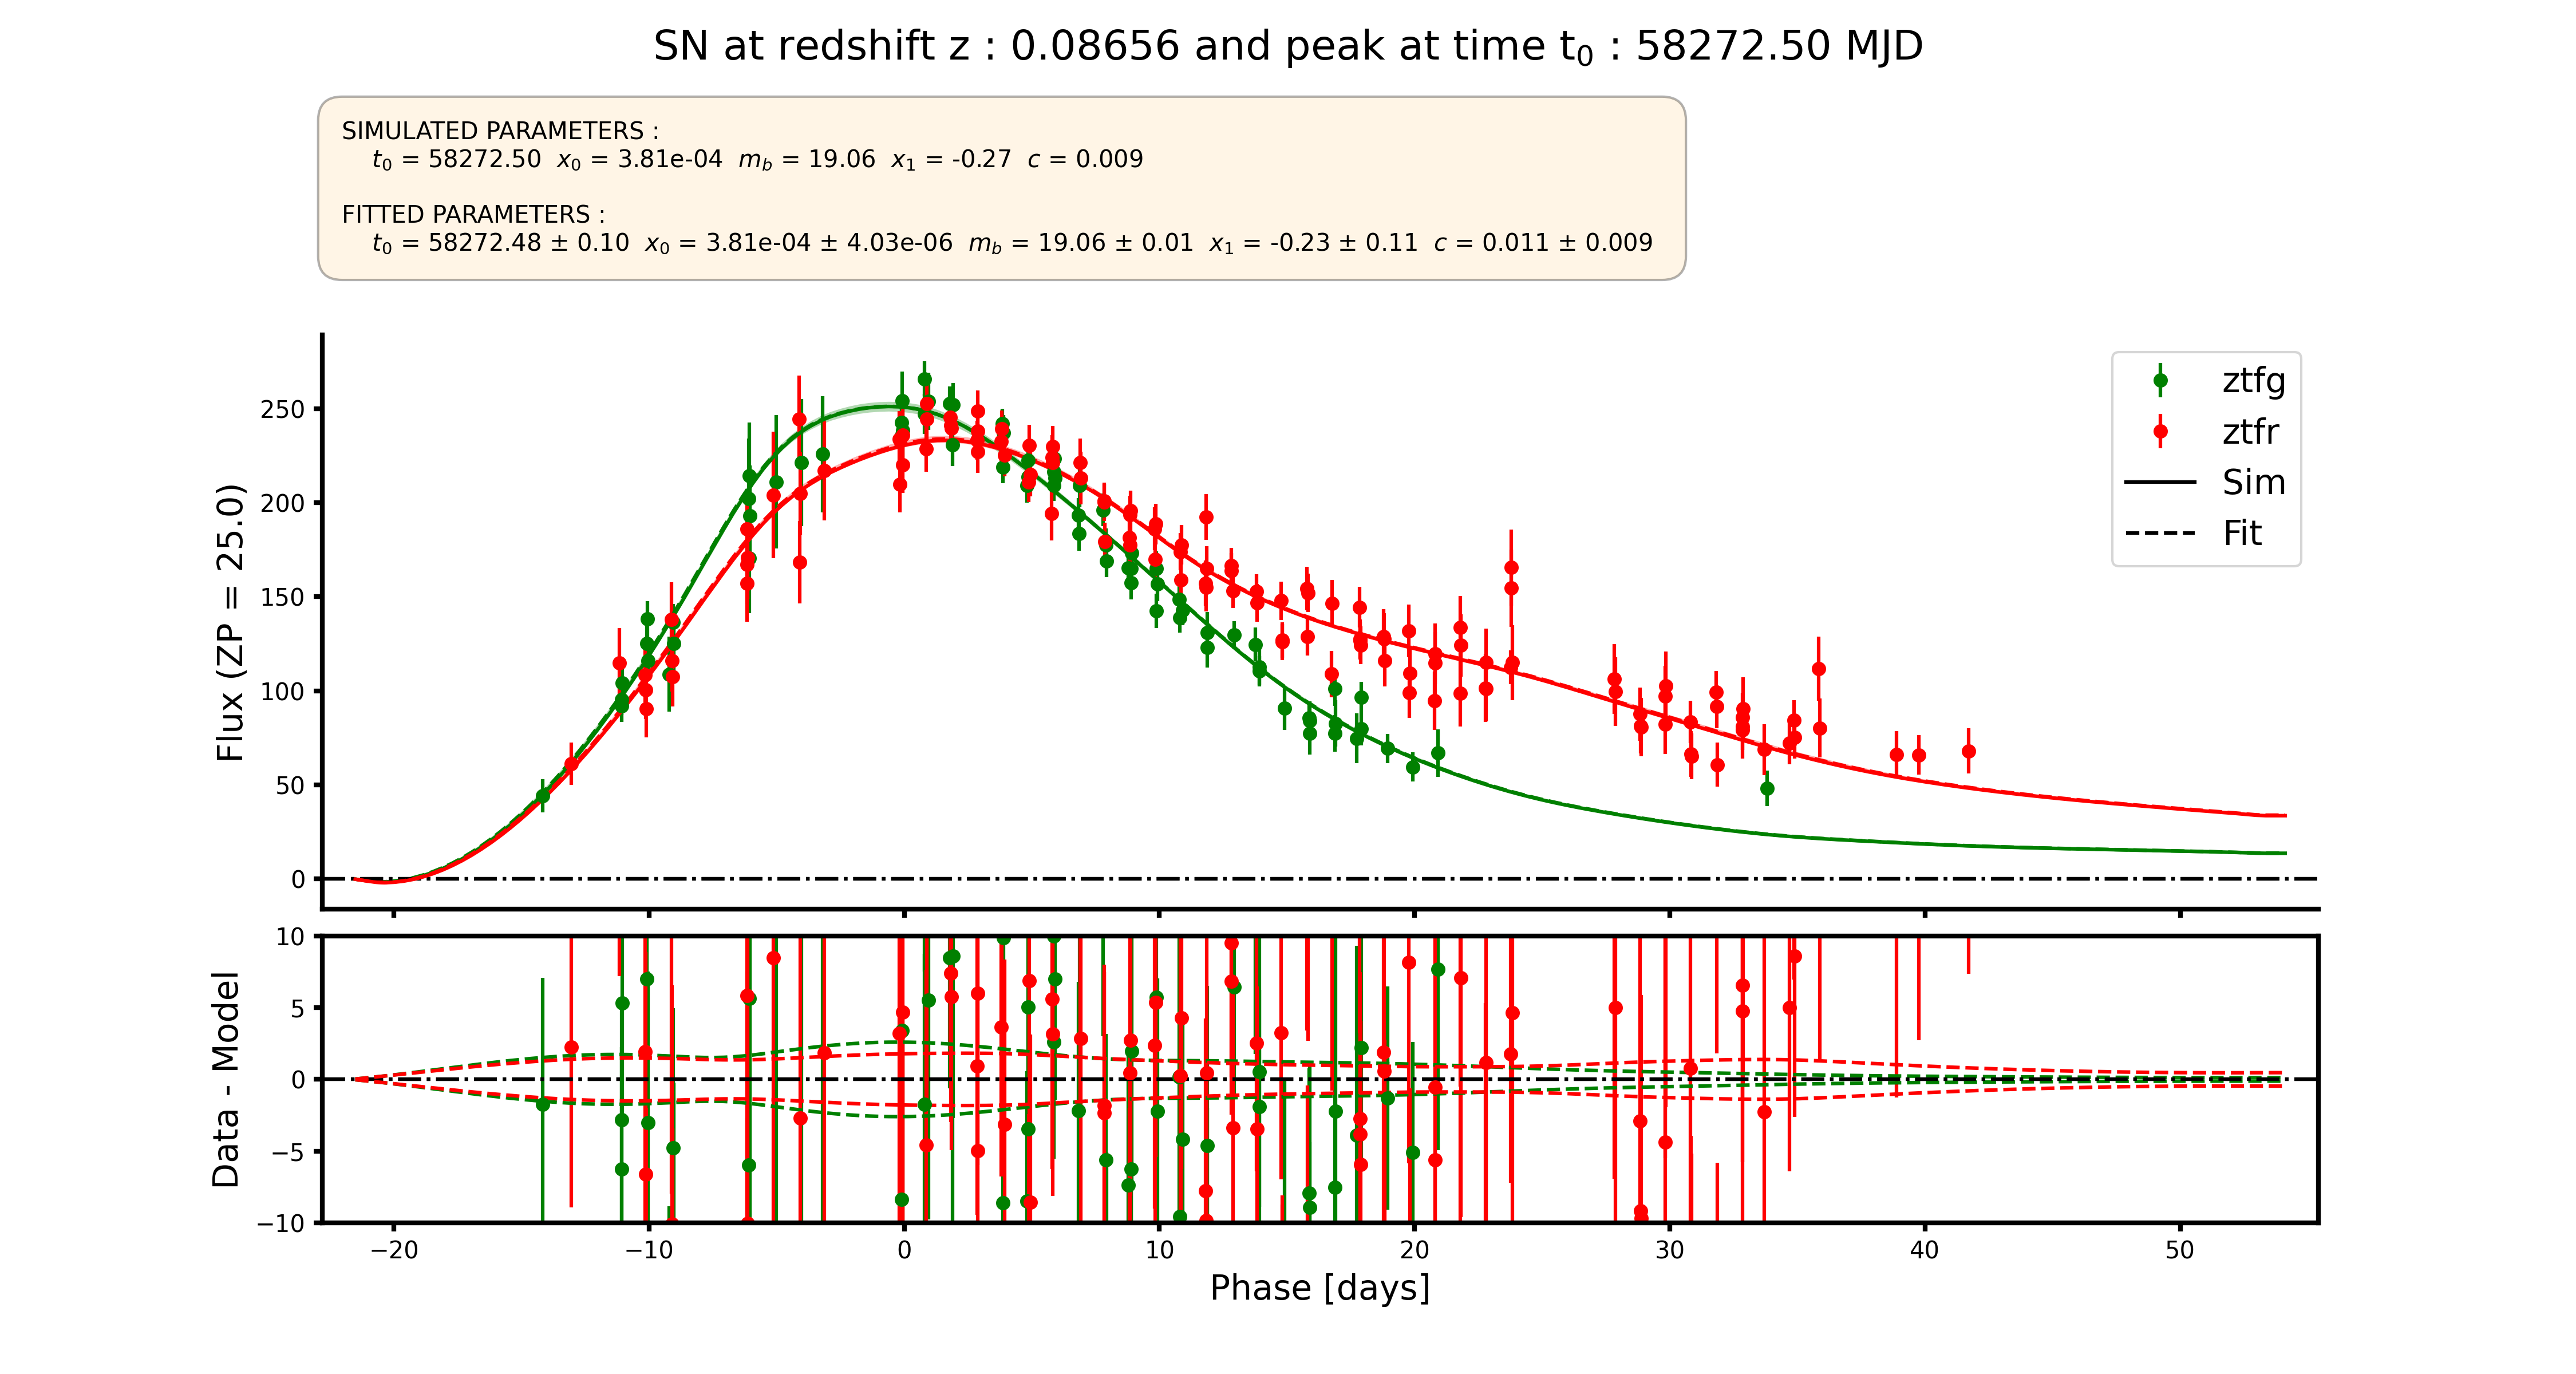 SN at redshift z : 0.08656 and peak at time t₀ : 58272.50 MJD
SIMULATED PARAMETERS :
t₀ = 58272.50 x₀ = 3.81e-04 m_b = 19.06 x₁ = -0.27 c = 0.009
FITTED PARAMETERS :
t₀ = 58272.48 ± 0.10 x₀ = 3.81e-04 ± 4.03e-06 m_b = 19.06 ± 0.01 x₁ = -0.23 ± 0.11 c = 0.011 ± 0.009
Flux (ZP = 25.0)
250
200
150
100
50
0
ztfg
ztfr
Sim
Fit
Data - Model
10
5
0
−5
−10
−20 −10 0 10 20 30 40 50
Phase [days]